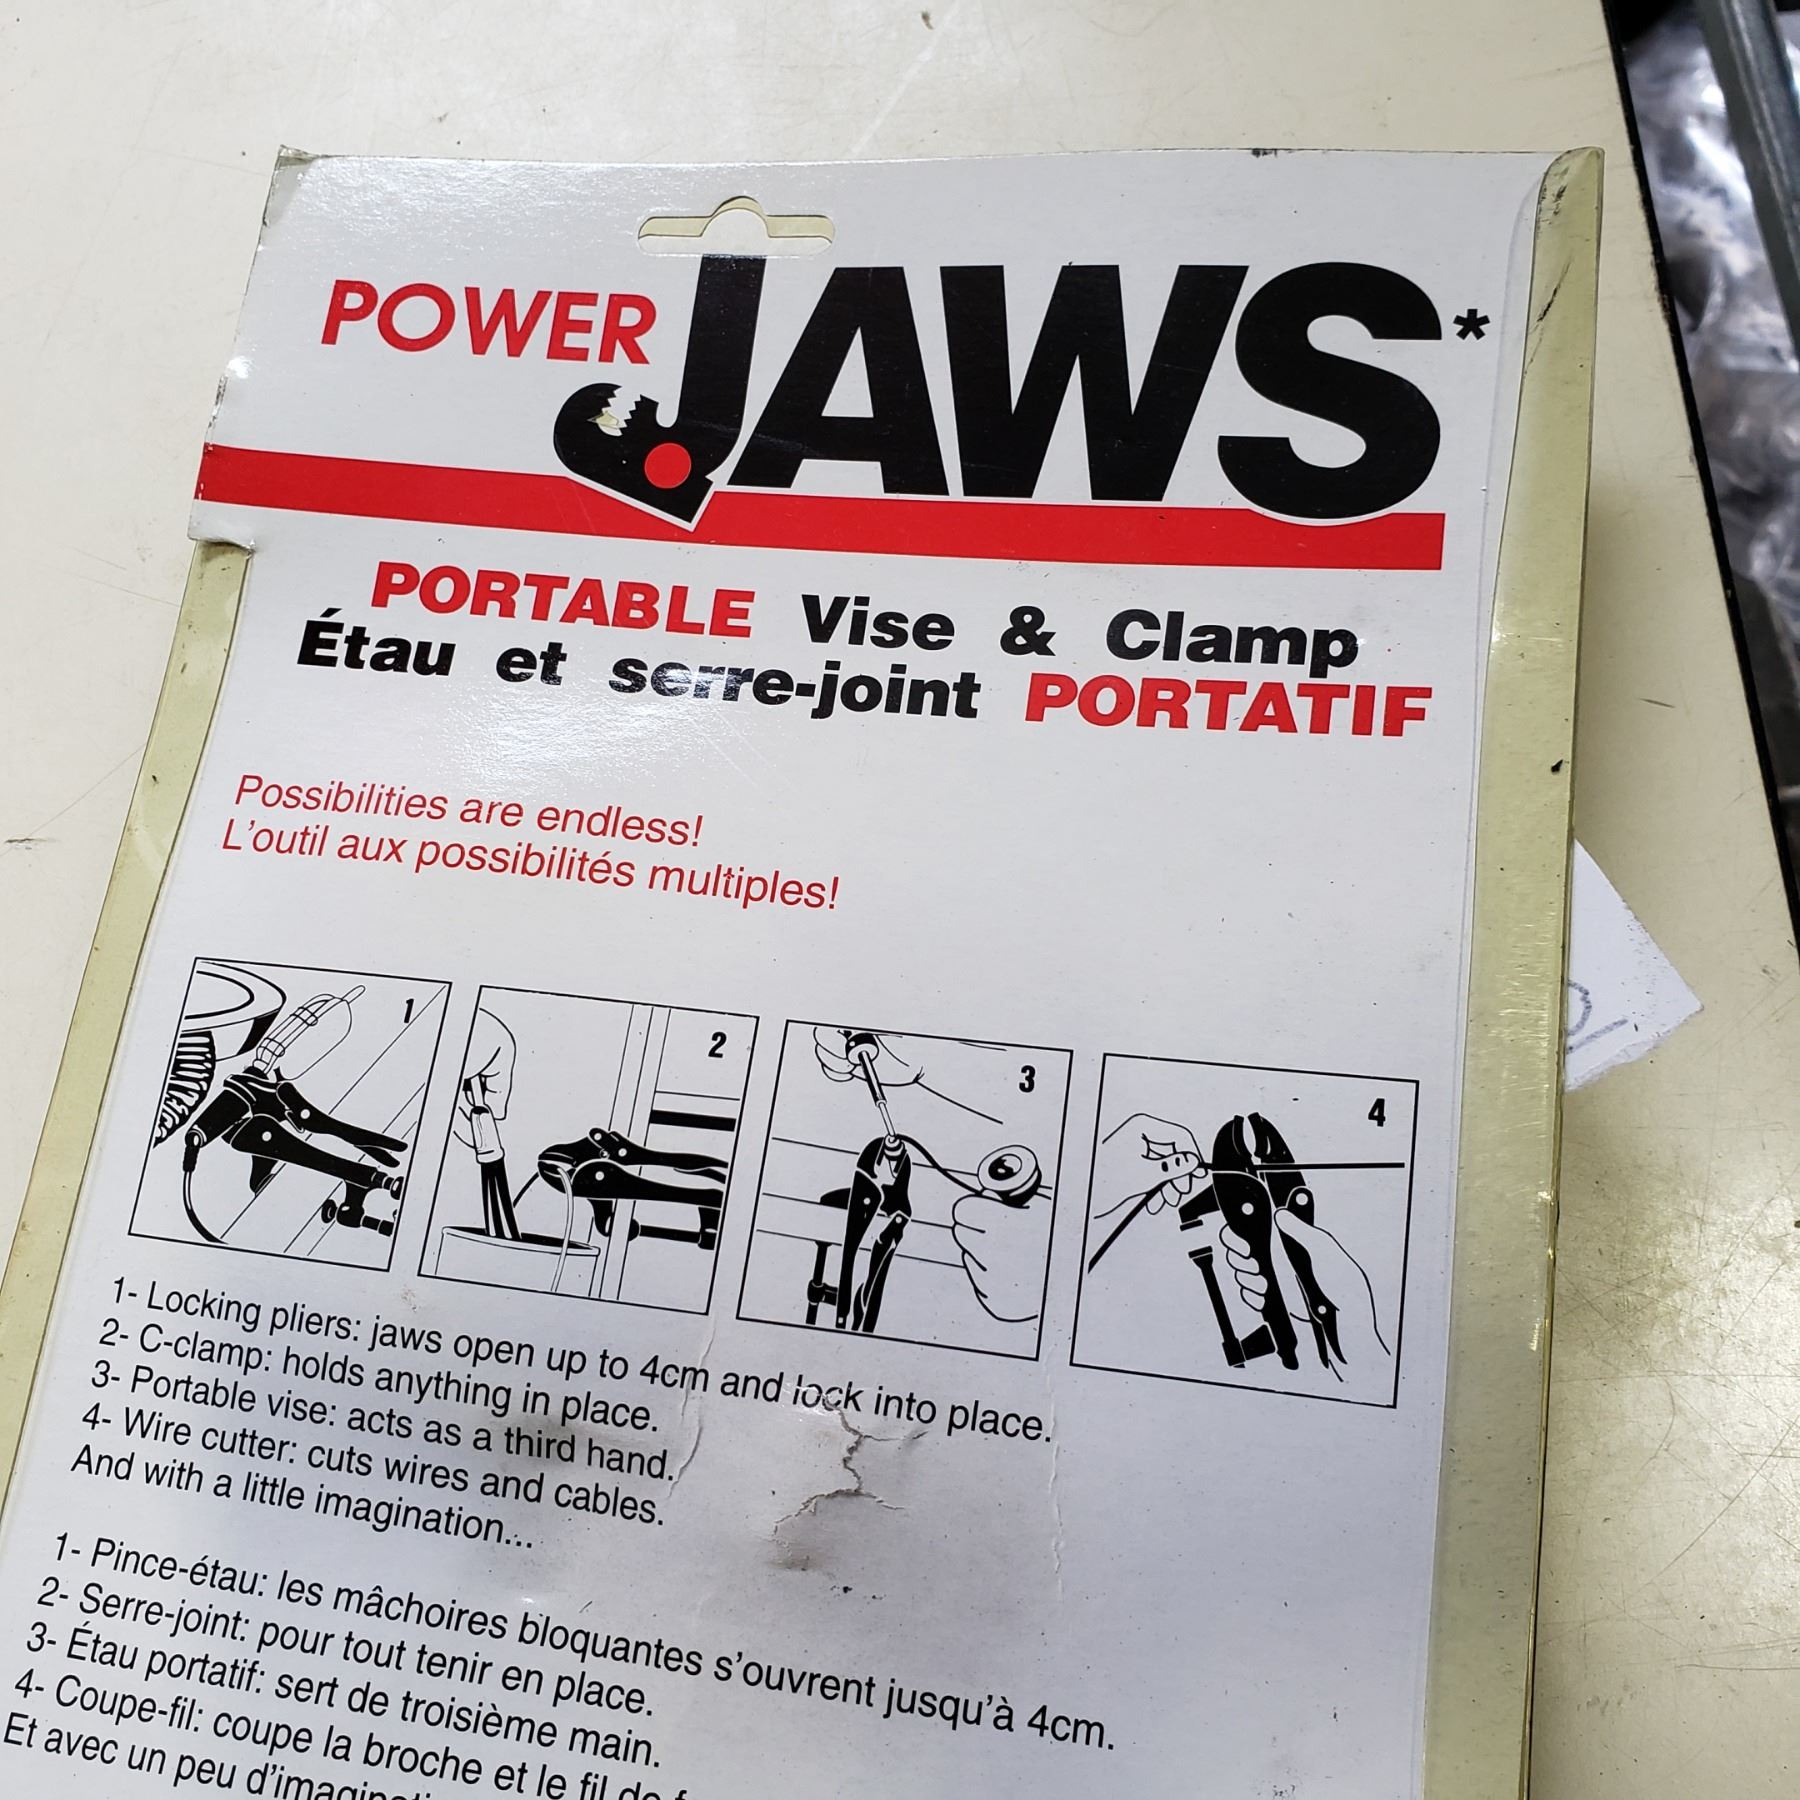 POWER JAWS*
PORTABLE Vise & Clamp
Étau et serre-joint PORTATIF
Possibilities are endless!
L'outil aux possibilités multiples!
1
2
3
4
1- Locking pliers: jaws open up to 4cm and lock into place.
2- C-clamp: holds anything in place.
3- Portable vise: acts as a third hand.
4- Wire cutter: cuts wires and cables.
And with a little imagination...
1- Pince-étau: les mâchoires bloquantes s'ouvrent jusqu'à 4cm.
2- Serre-joint: pour tout tenir en place.
3- Étau portatif: sert de troisième main.
4- Coupe-fil: coupe la broche et le fil de
Et avec un peu